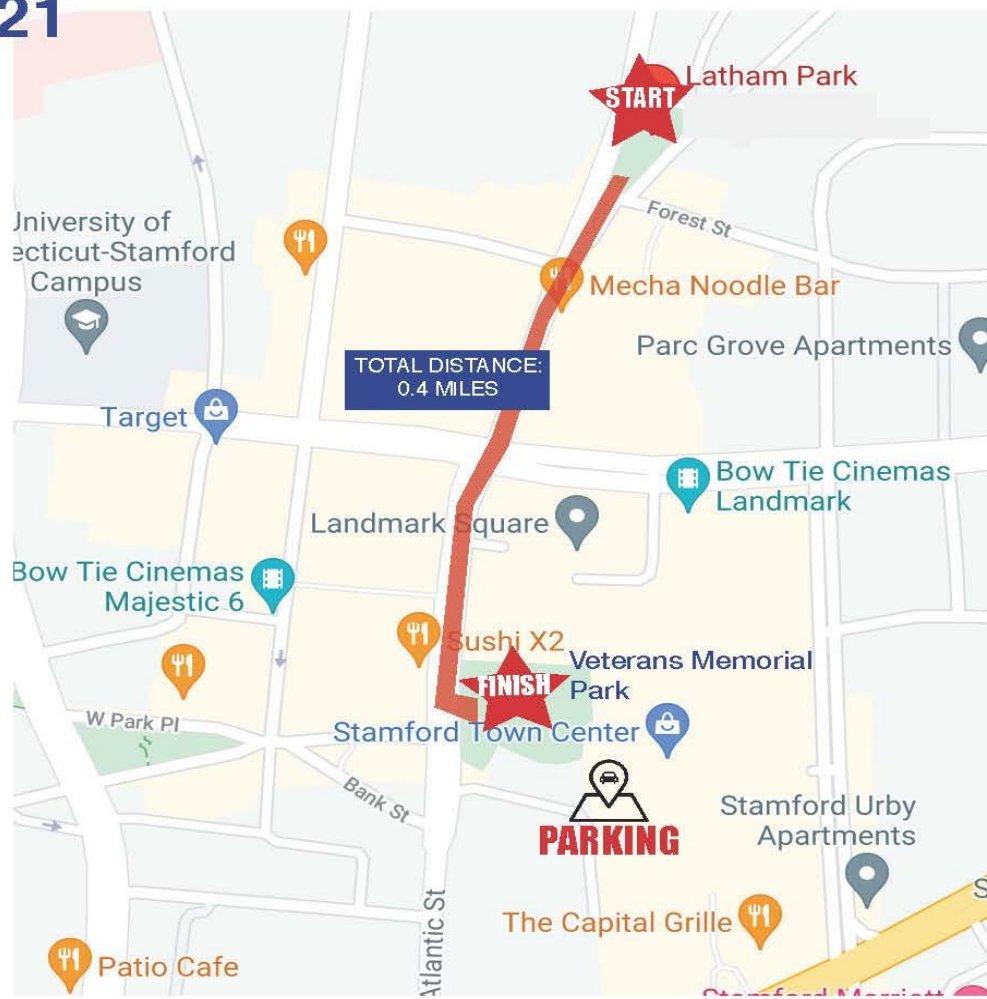 21
Latham Park
START
Forest St
University of
ecticut-Stamford
Campus
Mecha Noodle Bar
Parc Grove Apartments
TOTAL DISTANCE:
0.4 MILES
Target
Bow Tie Cinemas
Landmark
Landmark Square
Bow Tie Cinemas
Majestic 6
Sushi X2
Veterans Memorial
Park
FINISH
W Park Pl
Stamford Town Center
Bank St
PARKING
Stamford Urby
Apartments
S
Atlantic St
The Capital Grille
Patio Cafe
Stamford Marriott